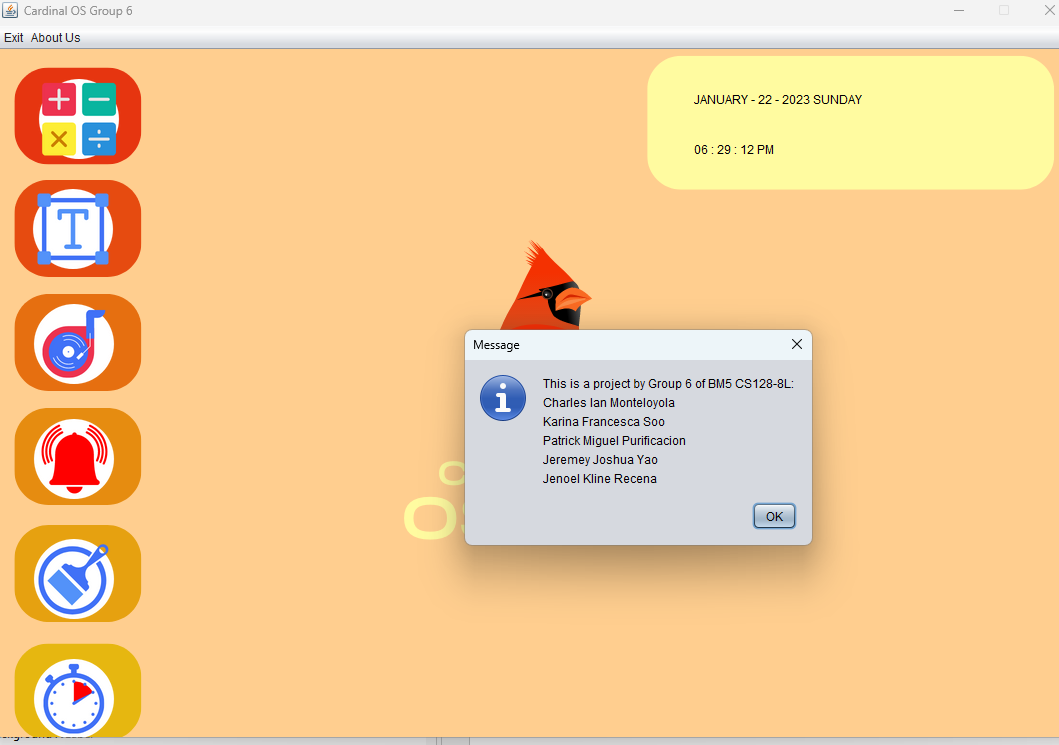 Cardinal OS Group 6
Exit About Us
JANUARY - 22 - 2023 SUNDAY
06 : 29 : 12 PM
T
Message
This is a project by Group 6 of BM5 CS128-8L:
Charles Ian Monteloyola
Karina Francesca Soo
Patrick Miguel Purificacion
Jeremey Joshua Yao
Jenoel Kline Recena
OK